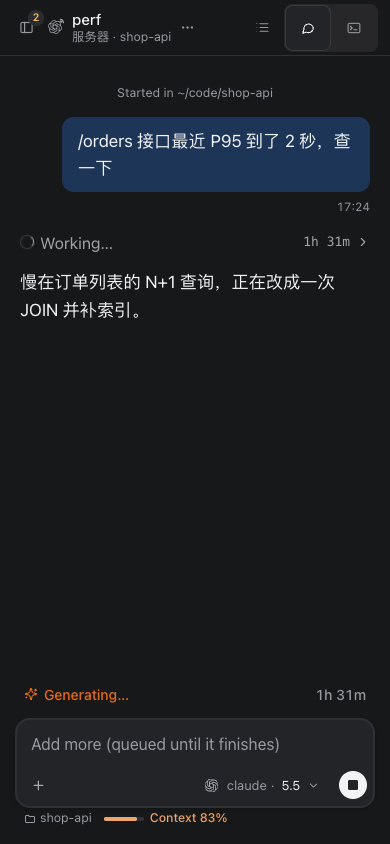 2
perf
服务器 · shop-api
Started in ~/code/shop-api
/orders 接口最近 P95 到了 2 秒，查
一下
17:24
Working...
1h 31m
慢在订单列表的 N+1 查询，正在改成一次
JOIN 并补索引。
Generating...
1h 31m
Add more (queued until it finishes)
claude · 5.5
shop-api
Context 83%